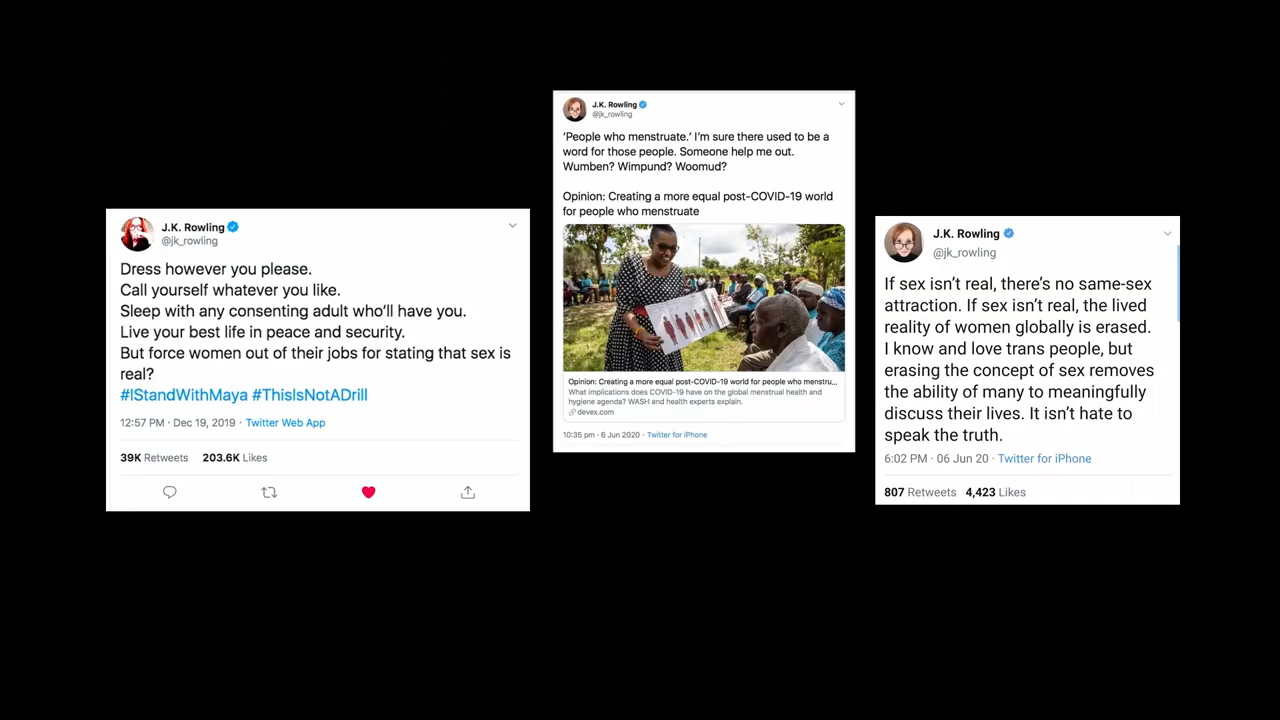 J.K. Rowling
@jk_rowling
Dress however you please.
Call yourself whatever you like.
Sleep with any consenting adult who'll have you.
Live your best life in peace and security.
But force women out of their jobs for stating that sex is
real?
#IStandWithMaya #ThisIsNotADrill
12:57 PM · Dec 19, 2019 · Twitter Web App
39K Retweets 203.6K Likes
J.K. Rowling
@jk_rowling
'People who menstruate.' I'm sure there used to be a
word for those people. Someone help me out.
Wumben? Wimpund? Woomud?
Opinion: Creating a more equal post-COVID-19 world
for people who menstruate
Opinion: Creating a more equal post-COVID-19 world for people who menstru...
What implications does COVID-19 have on the global menstrual health and
hygiene agenda? WASH and health experts explain.
devex.com
10:35 pm · 6 Jun 2020 · Twitter for iPhone
J.K. Rowling
@jk_rowling
If sex isn't real, there's no same-sex
attraction. If sex isn't real, the lived
reality of women globally is erased.
I know and love trans people, but
erasing the concept of sex removes
the ability of many to meaningfully
discuss their lives. It isn't hate to
speak the truth.
6:02 PM · 06 Jun 20 · Twitter for iPhone
807 Retweets 4,423 Likes